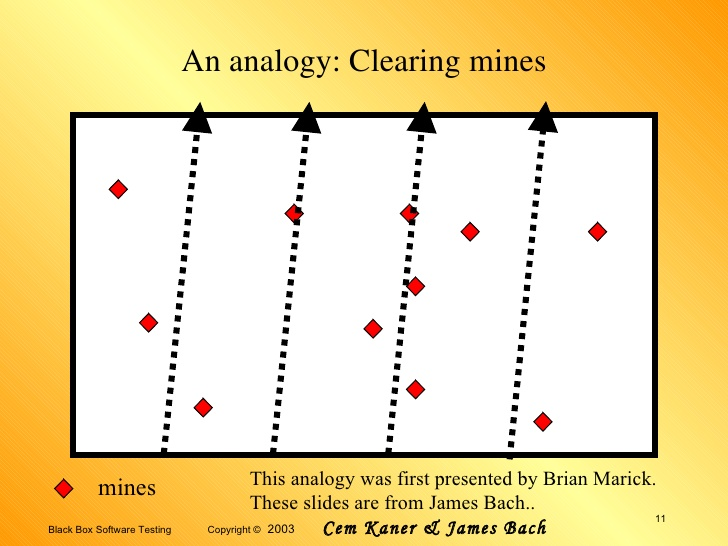 An analogy: Clearing mines
mines
This analogy was first presented by Brian Marick.
These slides are from James Bach..
11
Black Box Software Testing Copyright © 2003 Cem Kaner & James Bach